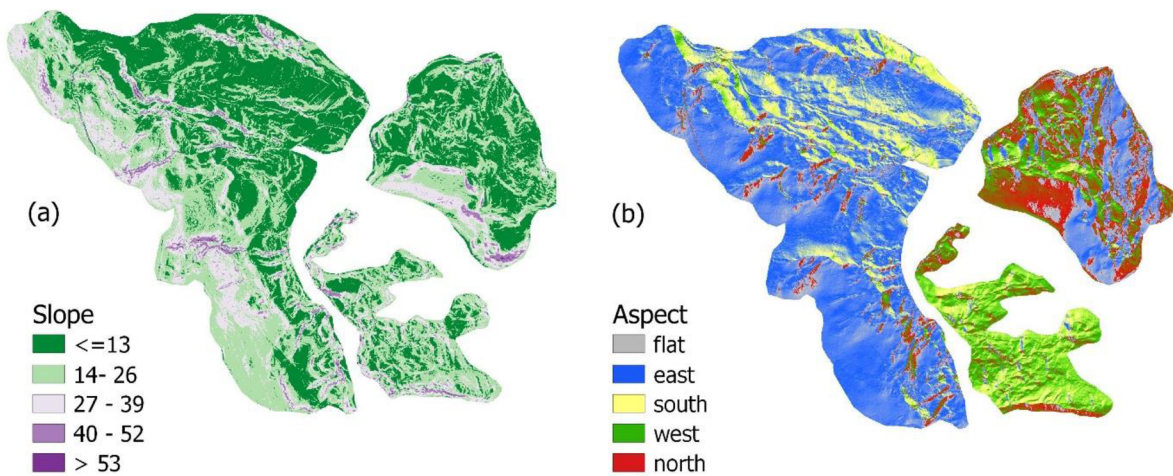 (a)
Slope
<=13
14- 26
27 - 39
40 - 52
> 53
(b)
Aspect
flat
east
south
west
north